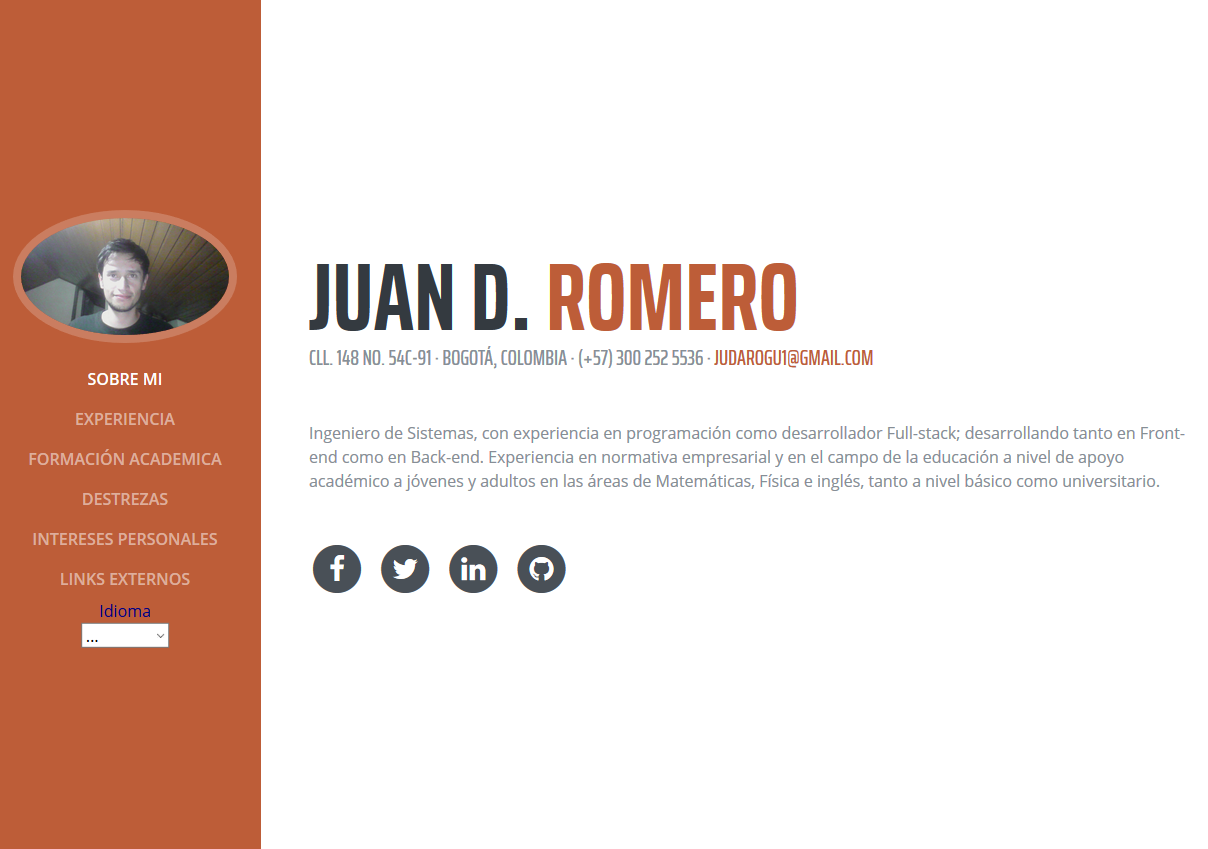 SOBRE MI
EXPERIENCIA
FORMACIÓN ACADEMICA
DESTREZAS
INTERESES PERSONALES
LINKS EXTERNOS
Idioma
...
JUAN D. ROMERO
CLL. 148 NO. 54C-91 · BOGOTÁ, COLOMBIA · (+57) 300 252 5536 · JUDAROGU1@GMAIL.COM
Ingeniero de Sistemas, con experiencia en programación como desarrollador Full-stack; desarrollando tanto en Front-
end como en Back-end. Experiencia en normativa empresarial y en el campo de la educación a nivel de apoyo
académico a jóvenes y adultos en las áreas de Matemáticas, Física e inglés, tanto a nivel básico como universitario.